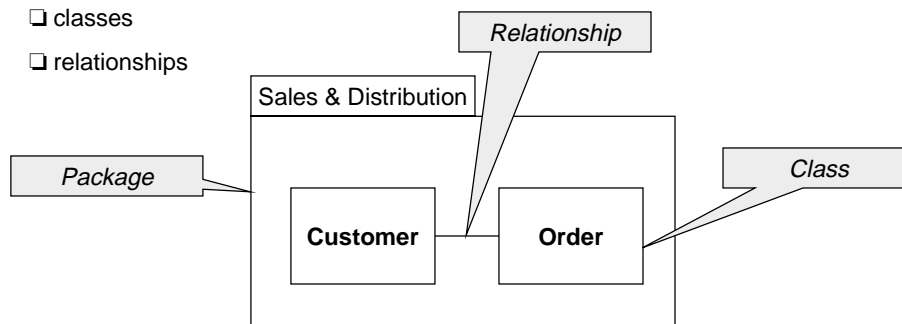 ❑ classes
❑ relationships
Relationship
Sales & Distribution
Package
Class
Customer
Order